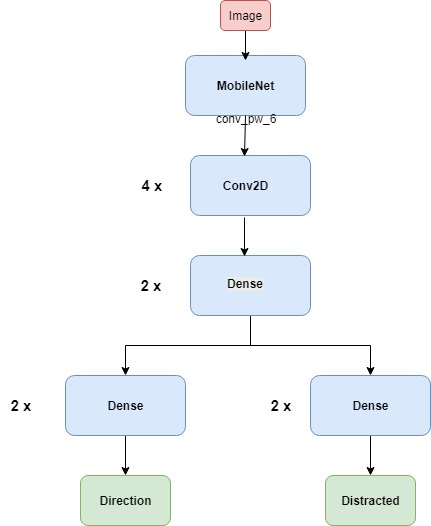 Image
MobileNet
conv_pw_6
4 x
Conv2D
2 x
Dense
2 x
Dense
2 x
Dense
Direction
Distracted